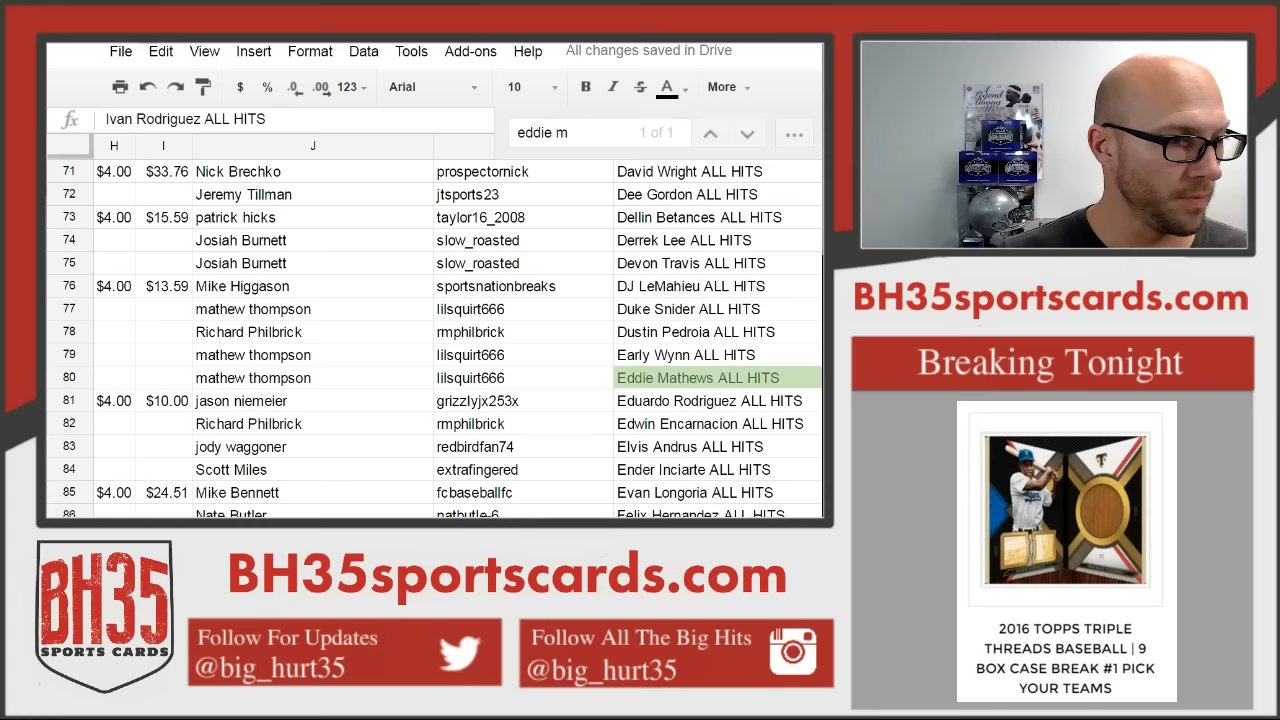 File Edit View Insert Format Data Tools Add-ons Help All changes saved in Drive
$ % .0 .00 123 Arial 10 B I S A More
fx Ivan Rodriguez ALL HITS
eddie m 1 of 1
H I J
71 $4.00 $33.76 Nick Brechko prospectornick David Wright ALL HITS
72 Jeremy Tillman jtsports23 Dee Gordon ALL HITS
73 $4.00 $15.59 patrick hicks taylor16_2008 Dellin Betances ALL HITS
74 Josiah Burnett slow_roasted Derrek Lee ALL HITS
75 Josiah Burnett slow_roasted Devon Travis ALL HITS
76 $4.00 $13.59 Mike Higgason sportsnationbreaks DJ LeMahieu ALL HITS
77 mathew thompson lilsquirt666 Duke Snider ALL HITS
78 Richard Philbrick rmphilbrick Dustin Pedroia ALL HITS
79 mathew thompson lilsquirt666 Early Wynn ALL HITS
80 mathew thompson lilsquirt666 Eddie Mathews ALL HITS
81 $4.00 $10.00 jason niemeier grizzlyjx253x Eduardo Rodriguez ALL HITS
82 Richard Philbrick rmphilbrick Edwin Encarnacion ALL HITS
83 jody waggoner redbirdfan74 Elvis Andrus ALL HITS
84 Scott Miles extrafingered Ender Inciarte ALL HITS
85 $4.00 $24.51 Mike Bennett fcbaseballfc Evan Longoria ALL HITS
86 Nate Butler natbutle-6 Felix Hernandez ALL HITS
BH35sportscards.com
Breaking Tonight
2016 TOPPS TRIPLE
THREADS BASEBALL | 9
BOX CASE BREAK #1 PICK
YOUR TEAMS
BH35
SPORTS CARDS
BH35sportscards.com
Follow For Updates
@big_hurt35
Follow All The Big Hits
@big_hurt35